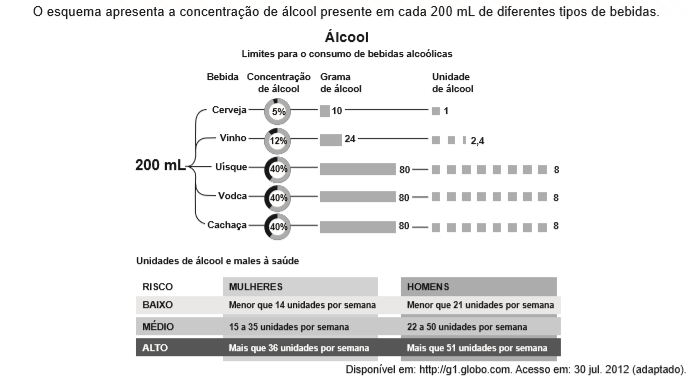 O esquema apresenta a concentração de álcool presente em cada 200 mL de diferentes tipos de bebidas.
Álcool
Limites para o consumo de bebidas alcoólicas
Bebida Concentração de álcool Grama de álcool Unidade de álcool
200 mL
Cerveja 5% 10 1
Vinho 12% 24 2,4
Uísque 40% 80 8
Vodca 40% 80 8
Cachaça 40% 80 8
Unidades de álcool e males à saúde
RISCO MULHERES HOMENS
BAIXO Menor que 14 unidades por semana Menor que 21 unidades por semana
MÉDIO 15 a 35 unidades por semana 22 a 50 unidades por semana
ALTO Mais que 36 unidades por semana Mais que 51 unidades por semana
Disponível em: http://g1.globo.com. Acesso em: 30 jul. 2012 (adaptado).